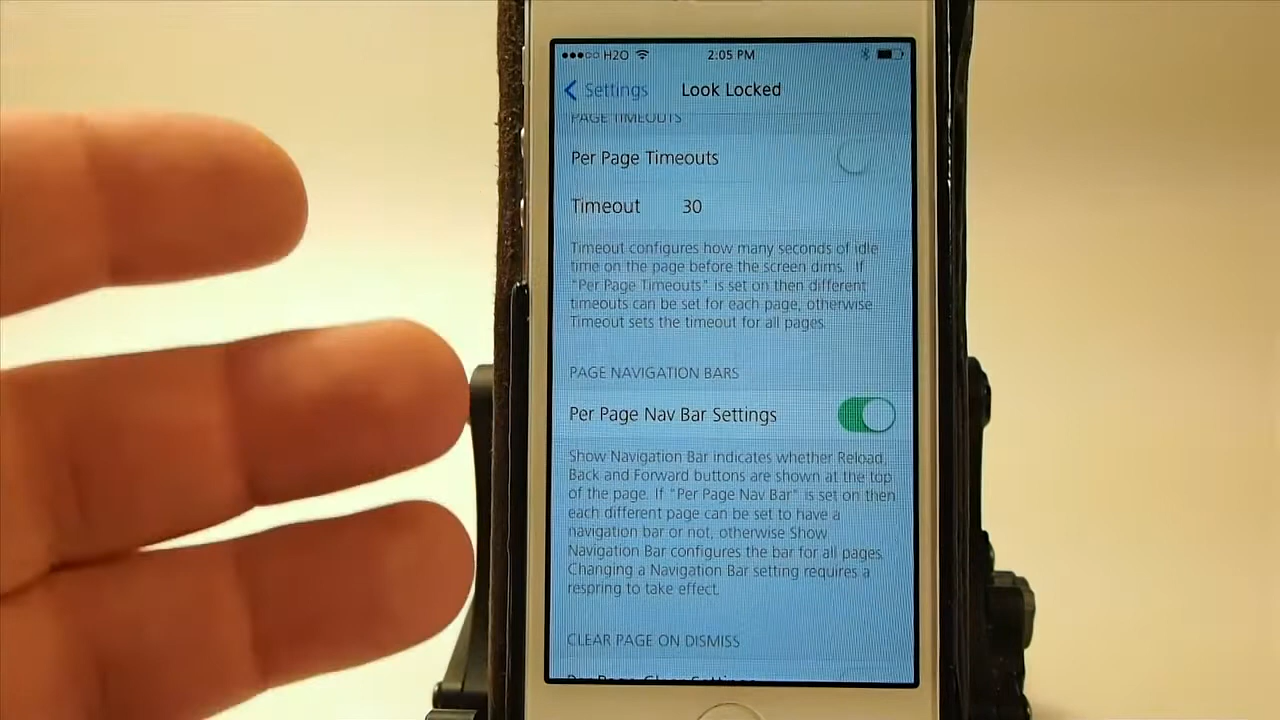 H2O 2:05 PM
Settings Look Locked
PAGE TIMEOUTS
Per Page Timeouts
Timeout 30
Timeout configures how many seconds of idle
time on the page before the screen dims. If
"Per Page Timeouts" is set on then different
timeouts can be set for each page, otherwise
Timeout sets the timeout for all pages.
PAGE NAVIGATION BARS
Per Page Nav Bar Settings
Show Navigation Bar indicates whether Reload,
Back and Forward buttons are shown at the top
of the page. If "Per Page Nav Bar" is set on then
each different page can be set to have a
navigation bar or not, otherwise Show
Navigation Bar configures the bar for all pages.
Changing a Navigation Bar setting requires a
respring to take effect.
CLEAR PAGE ON DISMISS
Per Page Clear Settings